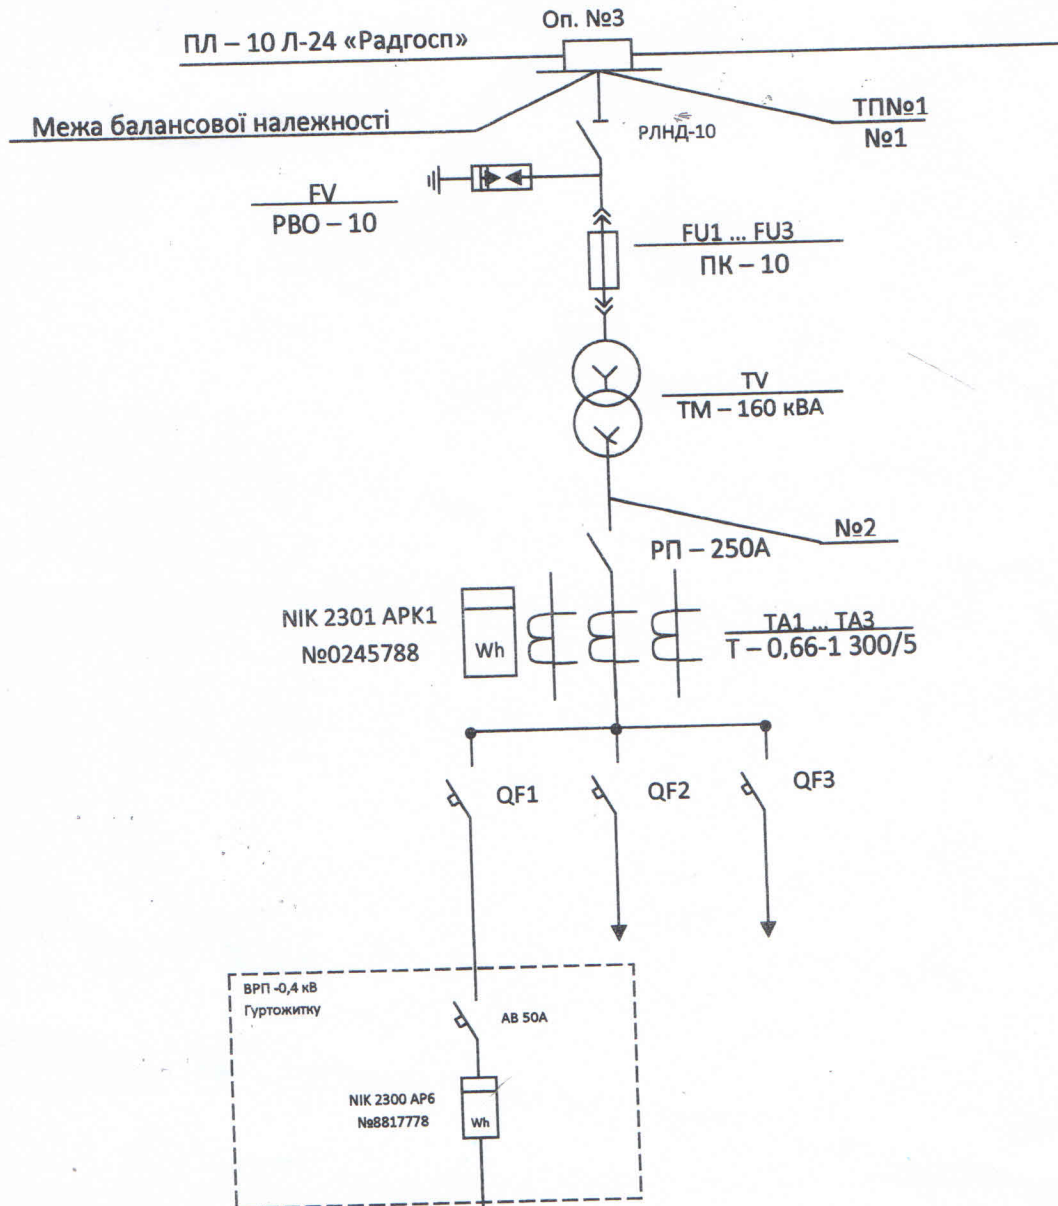 Оп. №3
ПЛ – 10 Л-24 «Радгосп»
Межа балансової належності
РЛНД-10
ТП№1
№1
FV
РВО – 10
FU1 ... FU3
ПК – 10
TV
ТМ – 160 кВА
№2
РП – 250А
NIK 2301 АРК1
№0245788
Wh
ТА1 ... ТА3
Т – 0,66-1 300/5
QF1
QF2
QF3
ВРП -0,4 кВ
Гуртожитку
АВ 50А
NIK 2300 АР6
№8817778
Wh